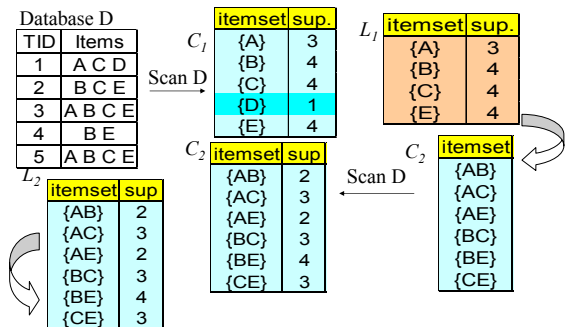 Database D
TID Items
1 A C D
2 B C E
3 A B C E
4 B E
5 A B C E
Scan D
C1
itemset sup.
{A} 3
{B} 4
{C} 4
{D} 1
{E} 4
L1
itemset sup.
{A} 3
{B} 4
{C} 4
{E} 4
C2
itemset
{AB}
{AC}
{AE}
{BC}
{BE}
{CE}
Scan D
C2
itemset sup
{AB} 2
{AC} 3
{AE} 2
{BC} 3
{BE} 4
{CE} 3
L2
itemset sup
{AB} 2
{AC} 3
{AE} 2
{BC} 3
{BE} 4
{CE} 3